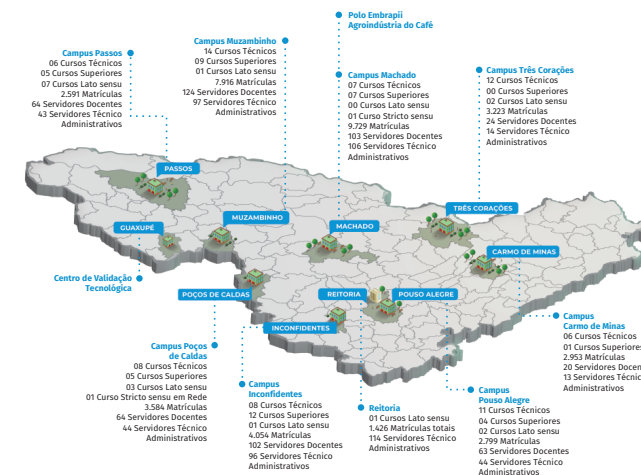 Polo Embrapii
Agroindústria do Café
Campus Passos
06 Cursos Técnicos
05 Cursos Superiores
07 Cursos Lato sensu
2.591 Matrículas
64 Servidores Docentes
43 Servidores Técnico
Administrativos
Campus Muzambinho
14 Cursos Técnicos
09 Cursos Superiores
01 Cursos Lato sensu
7.916 Matrículas
124 Servidores Docentes
97 Servidores Técnico
Administrativos
Campus Machado
07 Cursos Técnicos
07 Cursos Superiores
00 Cursos Lato sensu
01 Curso Stricto sensu
9.729 Matrículas
103 Servidores Docentes
106 Servidores Técnico
Administrativos
Campus Três Corações
12 Cursos Técnicos
00 Cursos Superiores
02 Cursos Lato sensu
3.223 Matrículas
24 Servidores Docentes
14 Servidores Técnico
Administrativos
PASSOS
GUAXUPÉ
MUZAMBINHO
MACHADO
TRÊS CORAÇÕES
CARMO DE MINAS
POÇOS DE CALDAS
REITORIA
POUSO ALEGRE
INCONFIDENTES
Centro de Validação
Tecnológica
Campus Poços
de Caldas
08 Cursos Técnicos
05 Cursos Superiores
03 Cursos Lato sensu
01 Curso Stricto sensu em Rede
3.584 Matrículas
64 Servidores Docentes
44 Servidores Técnico
Administrativos
Campus
Inconfidentes
08 Cursos Técnicos
12 Cursos Superiores
01 Cursos Lato sensu
4.054 Matrículas
102 Servidores Docentes
96 Servidores Técnico
Administrativos
Reitoria
01 Cursos Lato sensu
1.426 Matrículas totais
114 Servidores Técnico
Administrativos
Campus
Pouso Alegre
11 Cursos Técnicos
04 Cursos Superiores
02 Cursos Lato sensu
2.799 Matrículas
63 Servidores Docentes
44 Servidores Técnico
Administrativos
Campus
Carmo de Minas
06 Cursos Técnicos
01 Cursos Superiores
2.953 Matrículas
20 Servidores Docen
13 Servidores Técnic
Administrativos